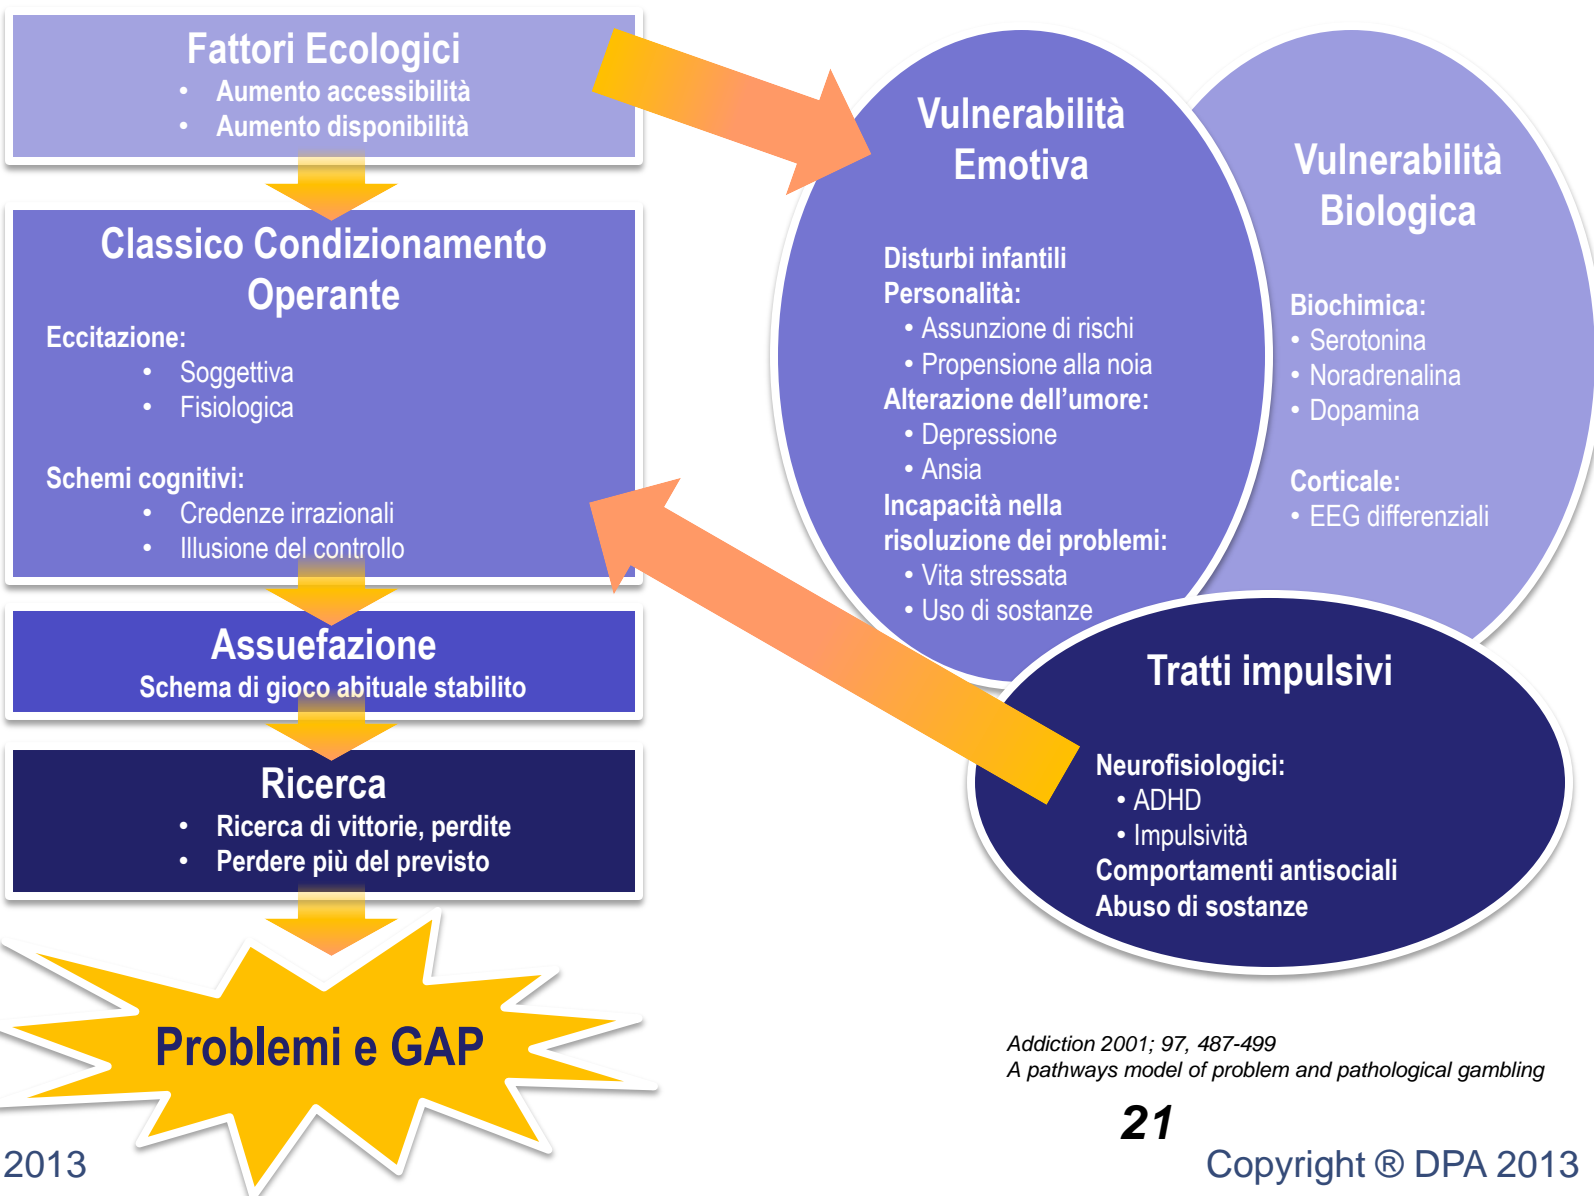 Fattori Ecologici
• Aumento accessibilità
• Aumento disponibilità
Classico Condizionamento
Operante
Eccitazione:
• Soggettiva
• Fisiologica
Schemi cognitivi:
• Credenze irrazionali
• Illusione del controllo
Assuefazione
Schema di gioco abituale stabilito
Ricerca
• Ricerca di vittorie, perdite
• Perdere più del previsto
Problemi e GAP
Vulnerabilità
Emotiva
Disturbi infantili
Personalità:
• Assunzione di rischi
• Propensione alla noia
Alterazione dell’umore:
• Depressione
• Ansia
Incapacità nella
risoluzione dei problemi:
• Vita stressata
• Uso di sostanze
Vulnerabilità
Biologica
Biochimica:
• Serotonina
• Noradrenalina
• Dopamina
Corticale:
• EEG differenziali
Tratti impulsivi
Neurofisiologici:
• ADHD
• Impulsività
Comportamenti antisociali
Abuso di sostanze
Addiction 2001; 97, 487-499
A pathways model of problem and pathological gambling
21
2013
Copyright ® DPA 2013